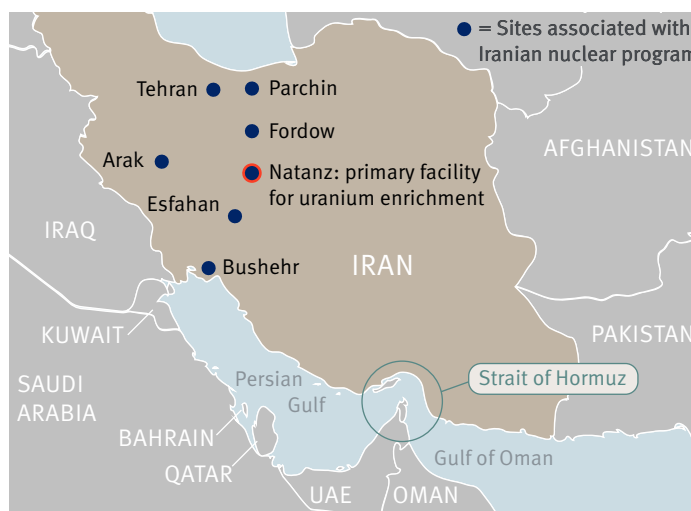 = Sites associated with
Iranian nuclear program
Tehran
Parchin
Fordow
Arak
Natanz: primary facility
for uranium enrichment
Esfahan
AFGHANISTAN
IRAQ
Bushehr
IRAN
KUWAIT
PAKISTAN
SAUDI
ARABIA
Persian
Gulf
Strait of Hormuz
BAHRAIN
QATAR
Gulf of Oman
UAE
OMAN